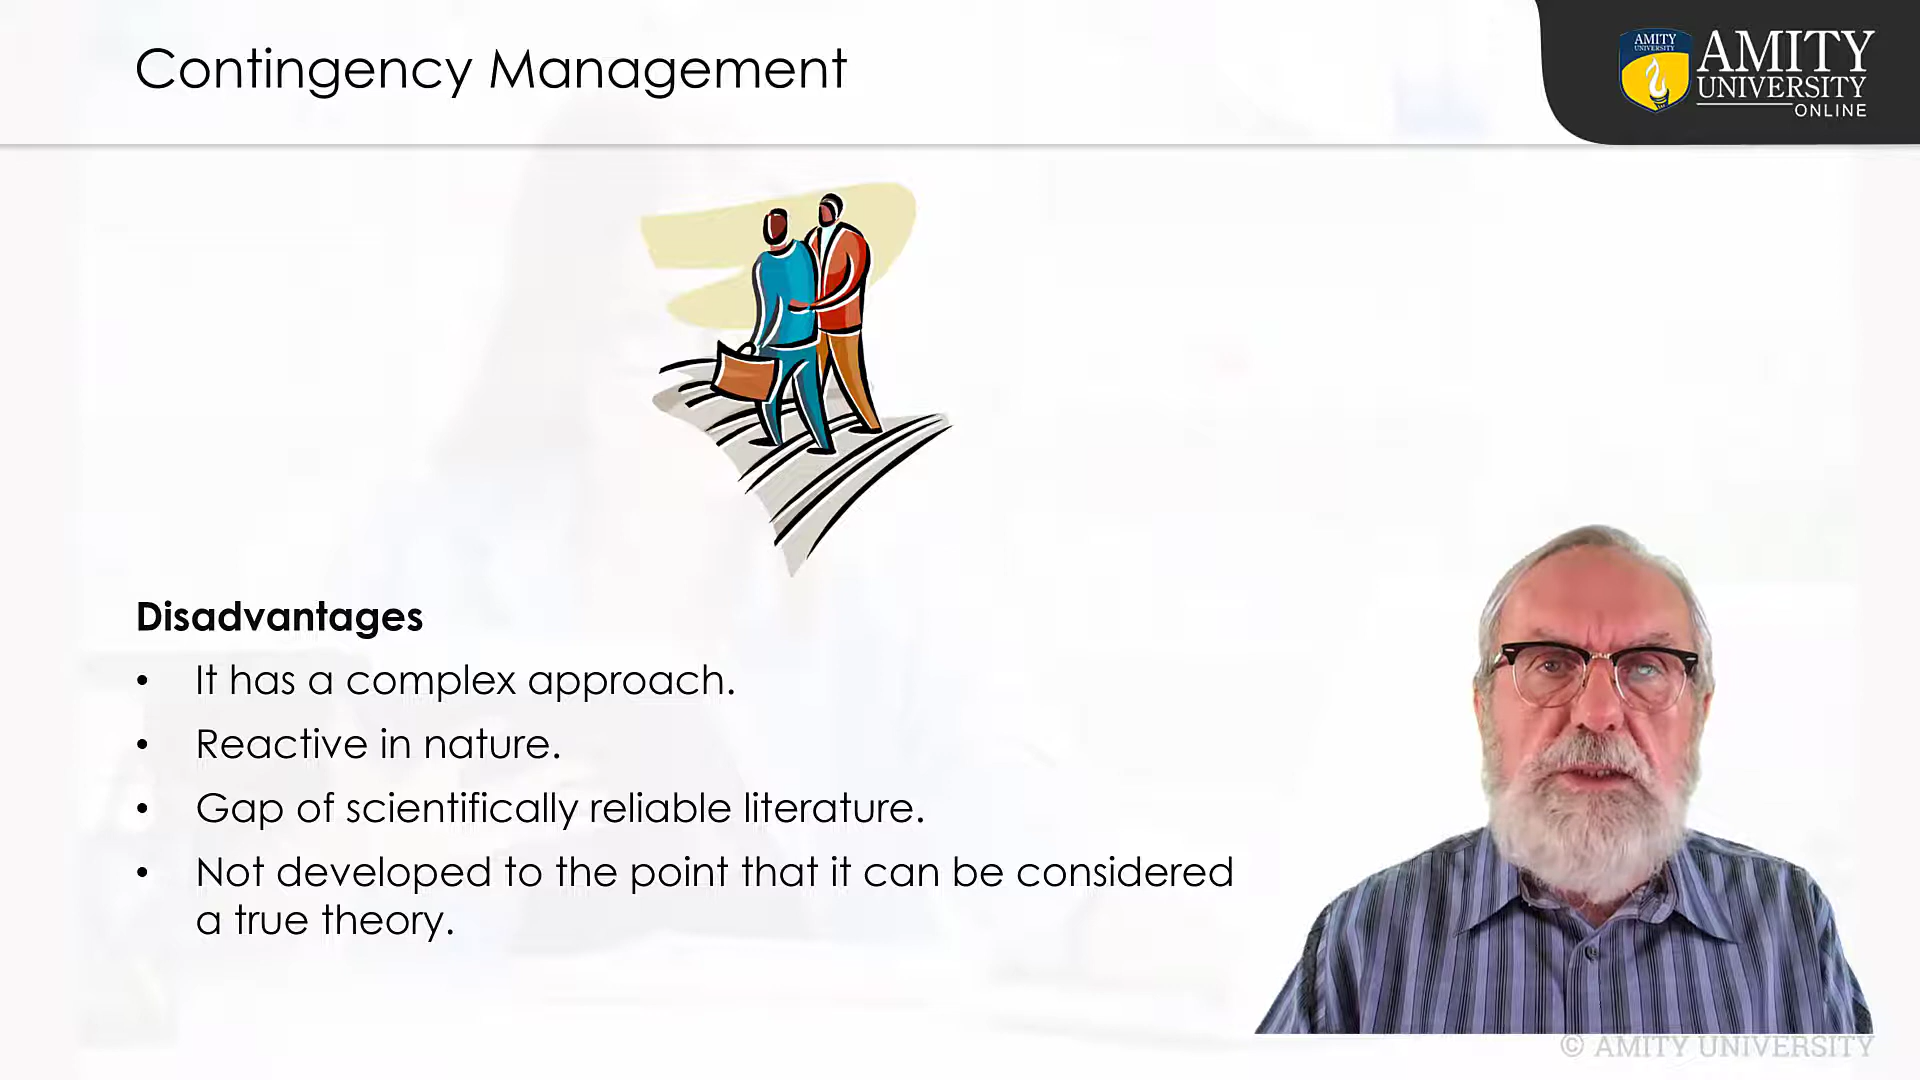 Contingency Management
AMITY
UNIVERSITY
AMITY
UNIVERSITY
ONLINE
Disadvantages
• It has a complex approach.
• Reactive in nature.
• Gap of scientifically reliable literature.
• Not developed to the point that it can be considered
a true theory.
© AMITY UNIVERSITY